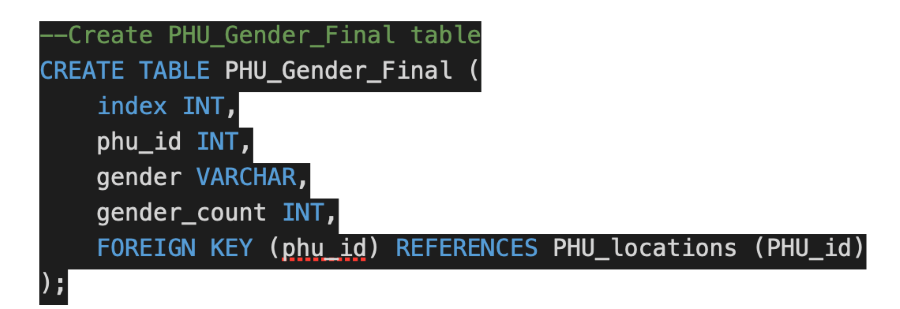 --Create PHU_Gender_Final table
CREATE TABLE PHU_Gender_Final (
    index INT,
    phu_id INT,
    gender VARCHAR,
    gender_count INT,
    FOREIGN KEY (phu_id) REFERENCES PHU_locations (PHU_id)
);